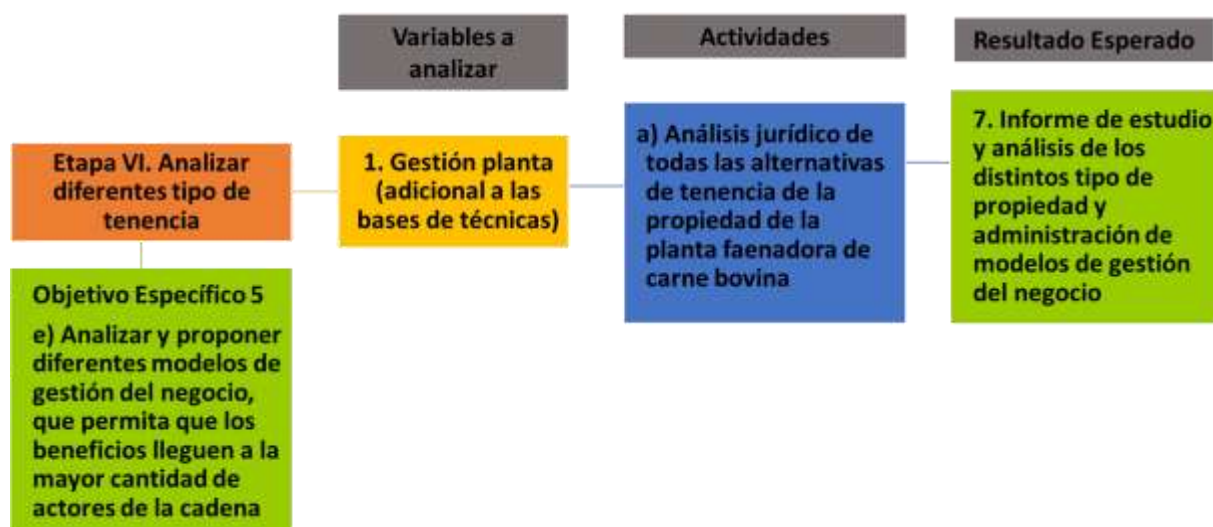 Variables a
analizar
Actividades
Resultado Esperado
Etapa VI. Analizar
diferentes tipo de
tenencia
1. Gestión planta
(adicional a las
bases de técnicas)
a) Análisis jurídico de
todas las alternativas
de tenencia de la
propiedad de la
planta faenadora de
carne bovina
7. Informe de estudio
y análisis de los
distintos tipo de
propiedad y
administración de
modelos de gestión
del negocio
Objetivo Específico 5
e) Analizar y proponer
diferentes modelos de
gestión del negocio,
que permita que los
beneficios lleguen a la
mayor cantidad de
actores de la cadena